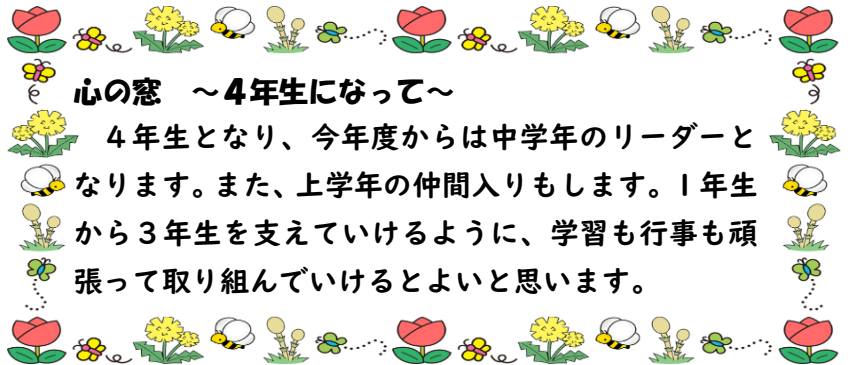 心の窓　～４年生になって～
　４年生となり、今年度からは中学年のリーダーと
なります。また、上学年の仲間入りもします。１年生
から３年生を支えていけるように、学習も行事も頑
張って取り組んでいけるとよいと思います。